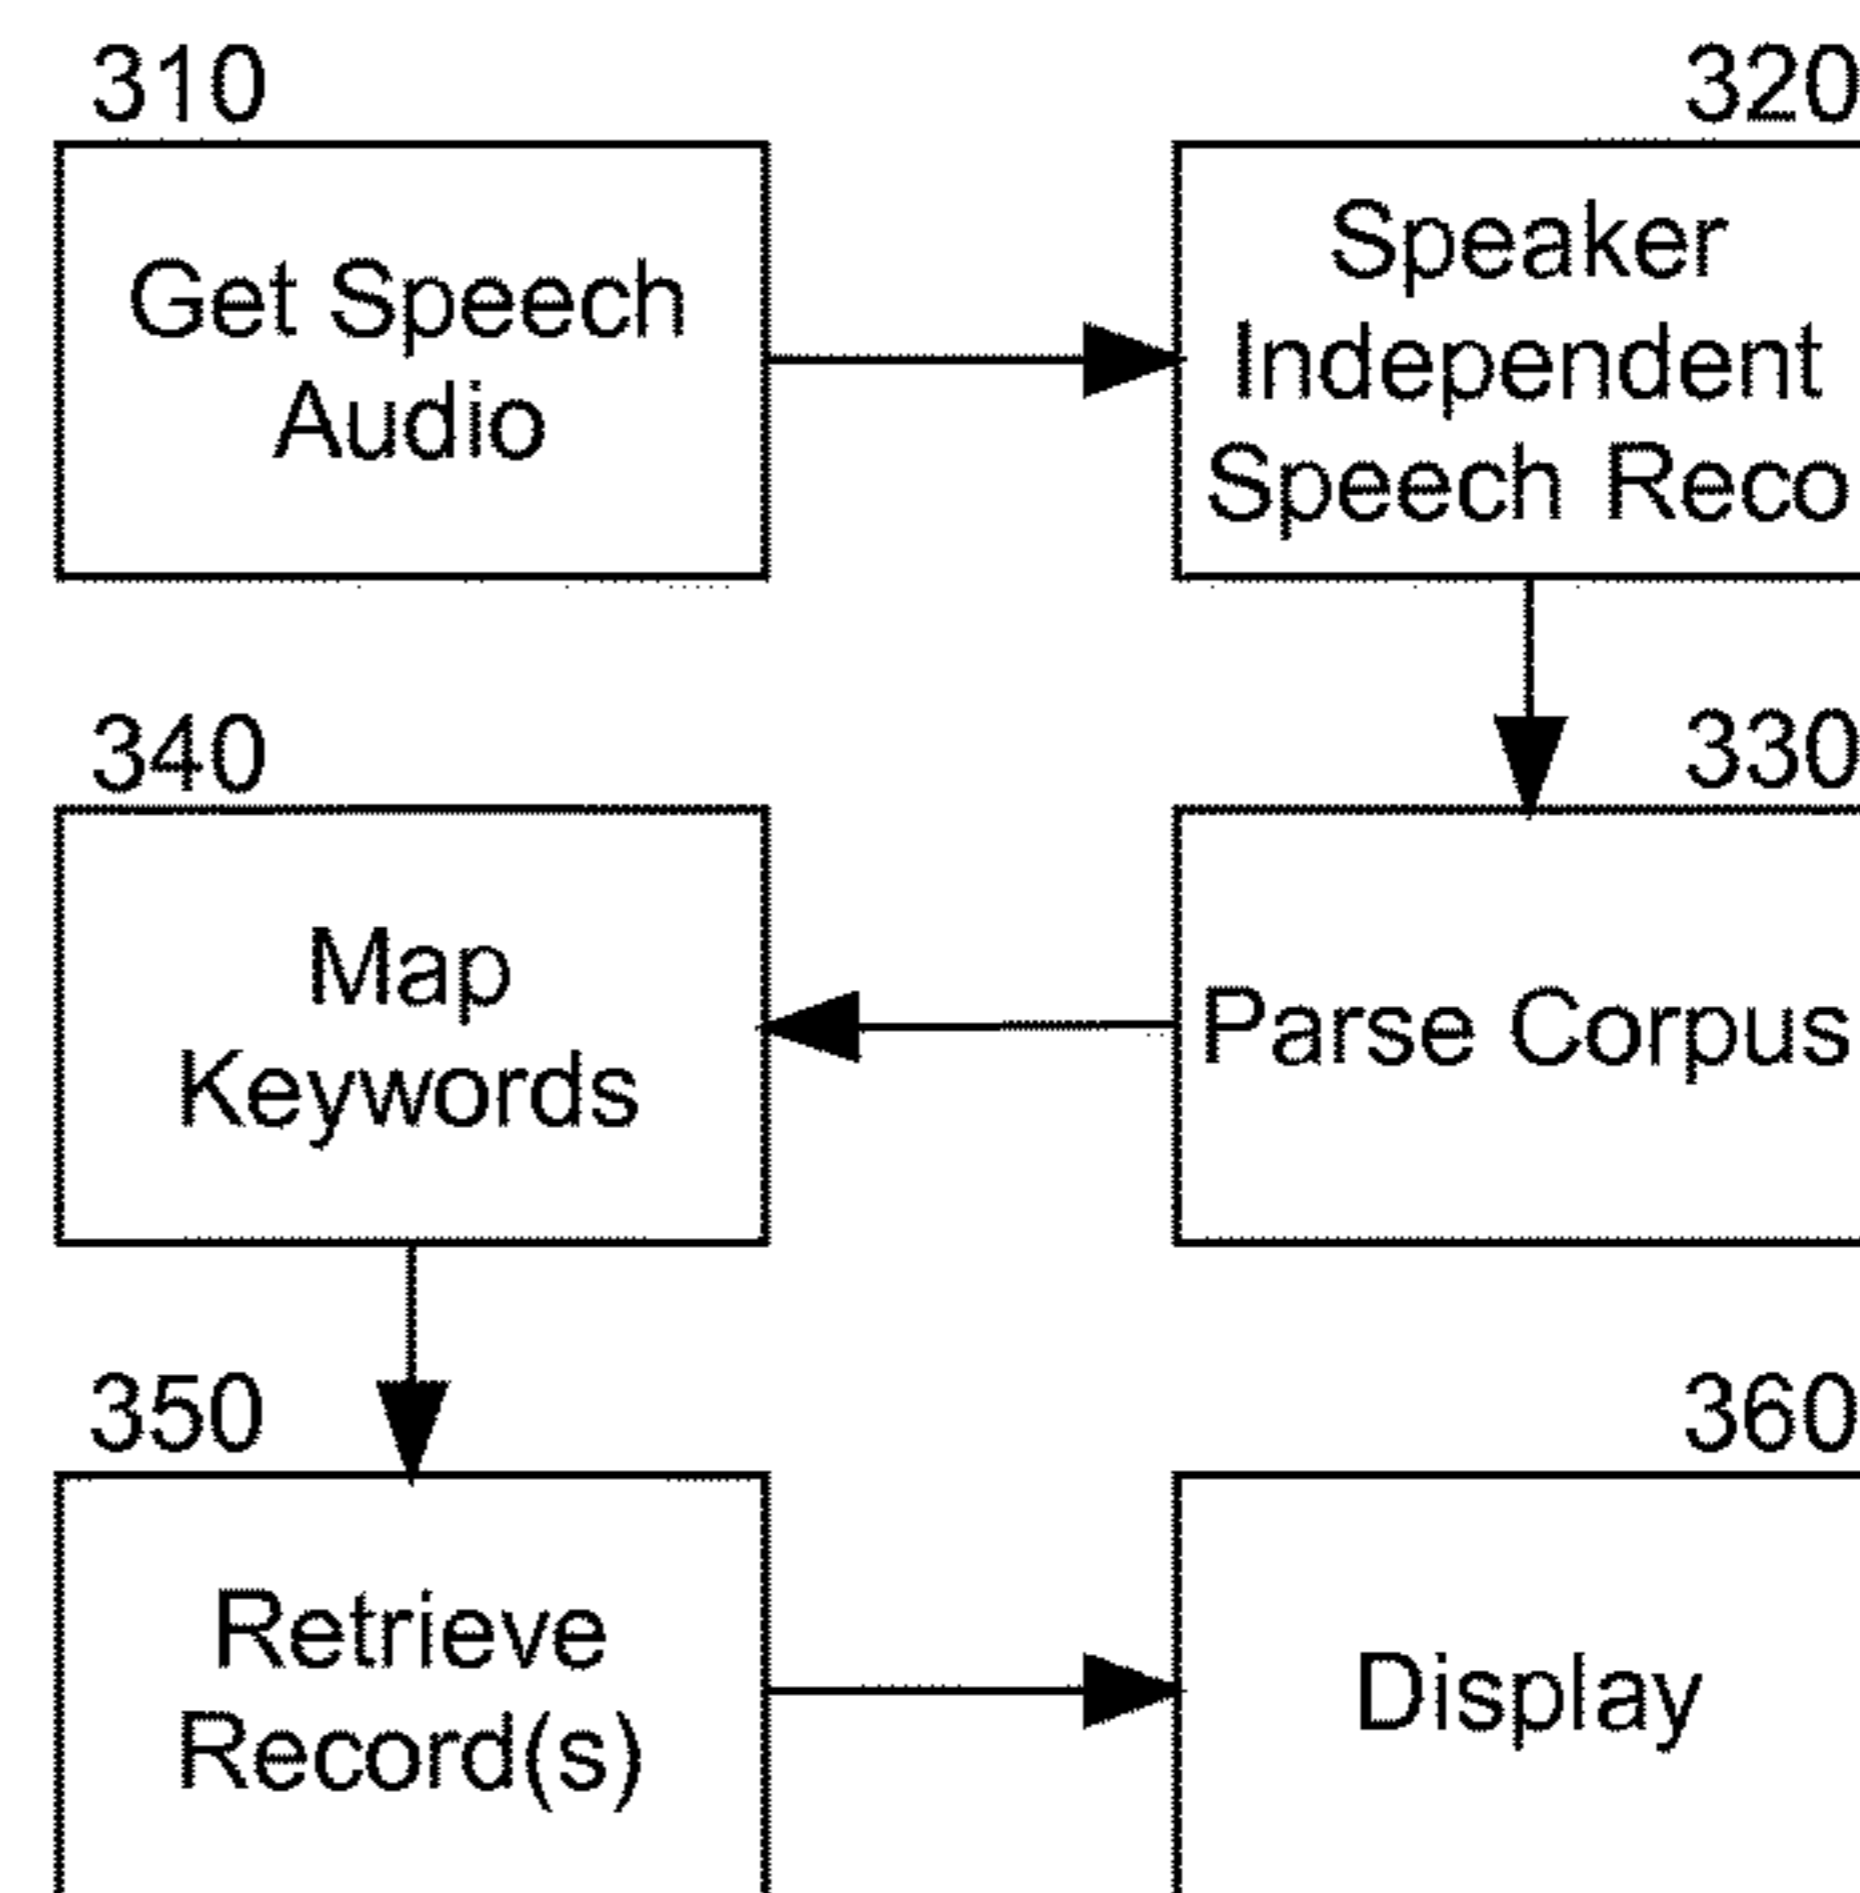 310
Get Speech
Audio
320
Speaker
Independent
Speech Reco
330
Parse Corpus
340
Map
Keywords
350
Retrieve
Record(s)
360
Display